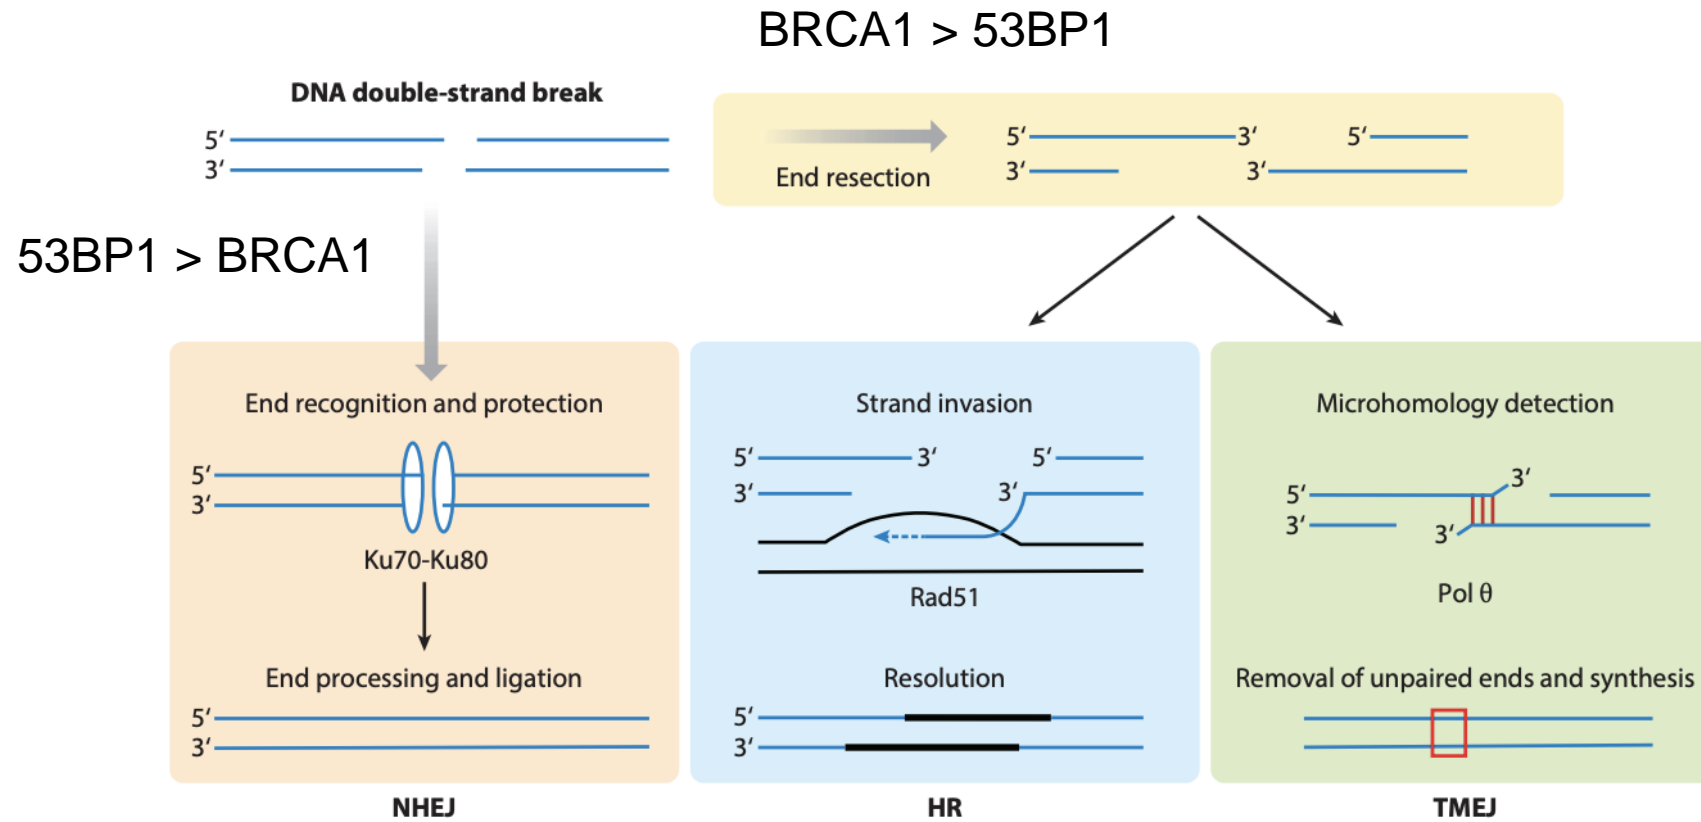 BRCA1 > 53BP1
DNA double-strand break
5′ 
3′
End resection
5′ 3′ 5′
3′ 3′
53BP1 > BRCA1
End recognition and protection
5′
3′
Ku70-Ku80
End processing and ligation
5′
3′
NHEJ
Strand invasion
5′ 3′ 5′
3′ 3′
Rad51
Resolution
5′
3′
HR
Microhomology detection
5′ 3′
3′ 3′
Pol θ
Removal of unpaired ends and synthesis
TMEJ